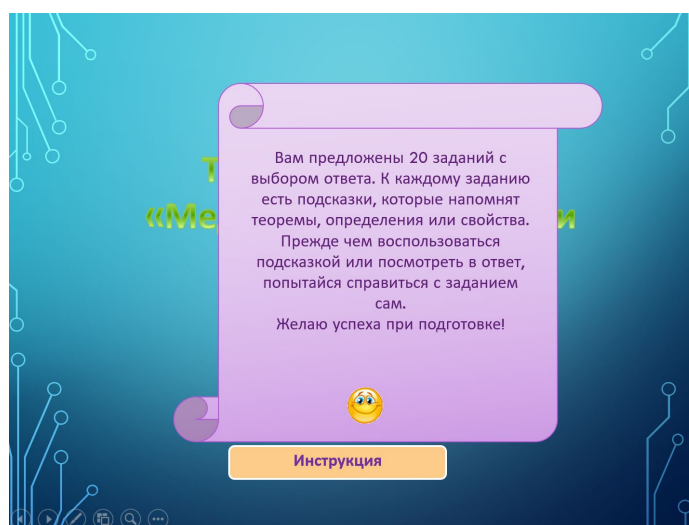 Вам предложены 20 заданий с
выбором ответа. К каждому заданию
есть подсказки, которые напомнят
теоремы, определения или свойства.
Прежде чем воспользоваться
подсказкой или посмотреть в ответ,
попытайся справиться с заданием
сам.
Желаю успеха при подготовке!
Инструкция